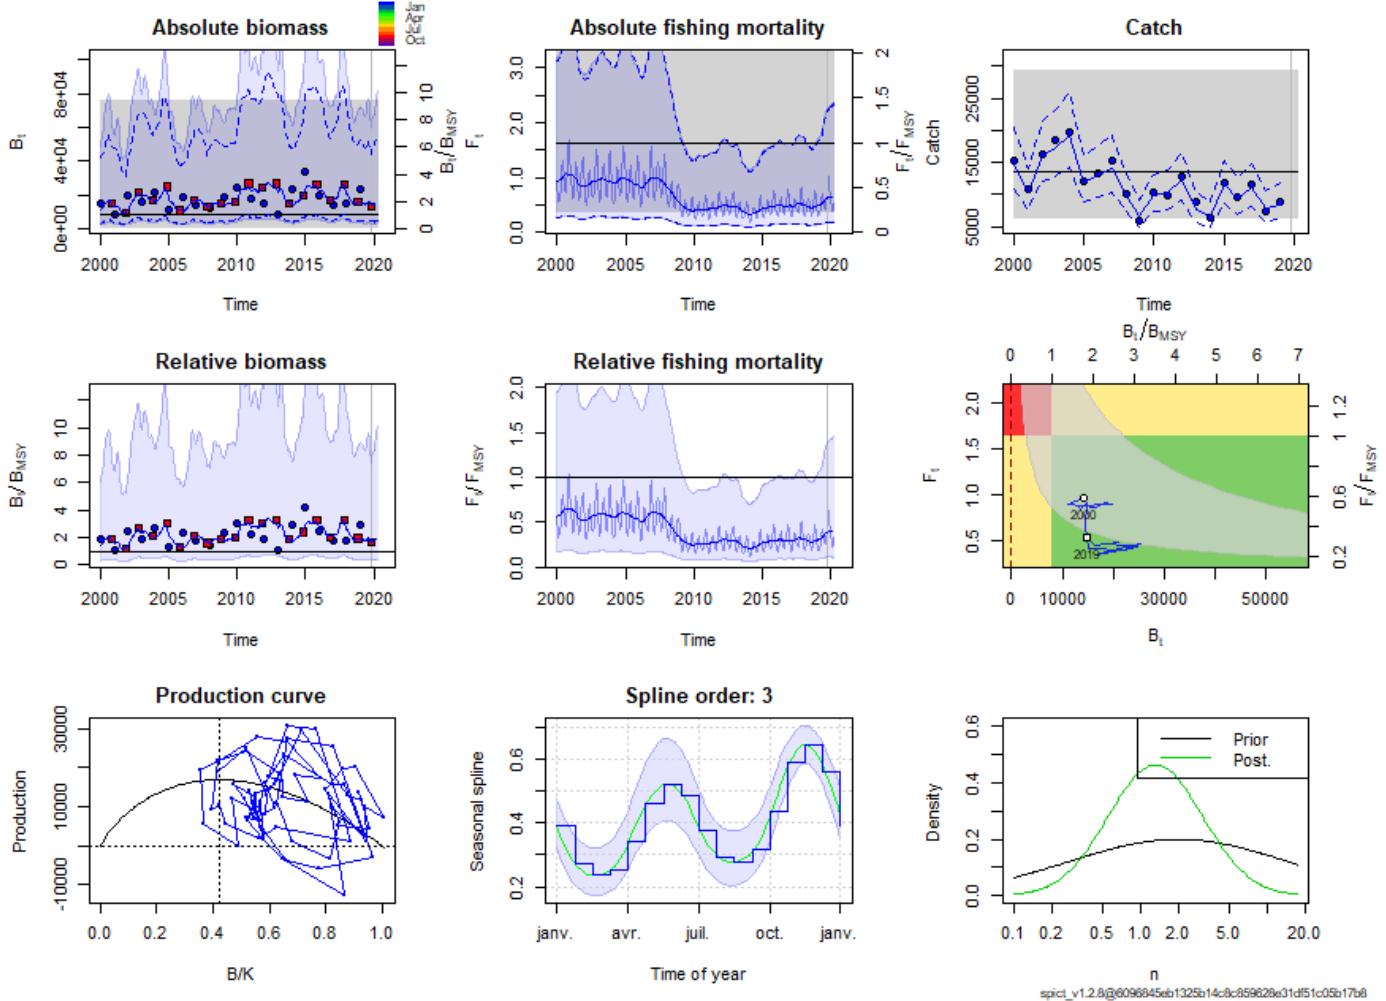 Absolute biomass
Jan
Apr
Jul
Oct
Bt
8e+04
4e+04
0e+00
10
8
6
4
2
0
Bt/BMSY
2000 2005 2010 2015 2020
Time
Absolute fishing mortality
Ft
3.0
2.0
1.0
0.0
2
1.5
1
0.5
0
Ft/FMSY
2000 2005 2010 2015 2020
Time
Catch
Catch
25000
15000
5000
2000 2005 2010 2015 2020
Time
Relative biomass
Bt/BMSY
10
8
6
4
2
0
2000 2005 2010 2015 2020
Time
Relative fishing mortality
Ft/FMSY
2.0
1.5
1.0
0.5
0.0
2000 2005 2010 2015 2020
Time
Bt/BMSY
0 1 2 3 4 5 6 7
Ft
2.0
1.5
1.0
0.5
1.2
1
0.6
0.2
Ft/FMSY
2000
2019
0 10000 30000 50000
Bt
Production curve
Production
30000
10000
-10000
0.0 0.2 0.4 0.6 0.8 1.0
B/K
Spline order: 3
Seasonal spline
0.6
0.4
0.2
janv. avr. juil. oct. janv.
Time of year
Density
0.6
0.4
0.2
0.0
Prior
Post.
0.1 0.2 0.5 1.0 2.0 5.0 20.0
n